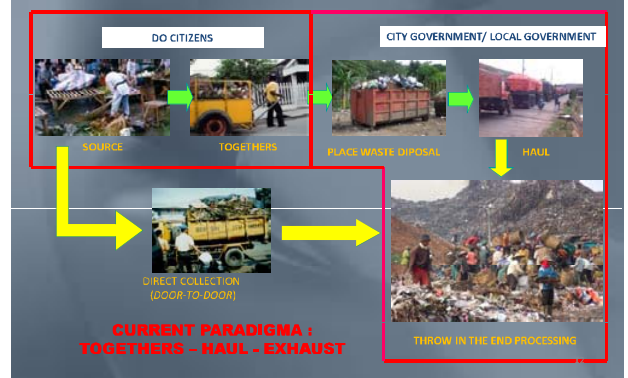 DO CITIZENS
CITY GOVERNMENT/ LOCAL GOVERNMENT
SOURCE
TOGETHERS
PLACE WASTE DIPOSAL
HAUL
DIRECT COLLECTION
(DOOR-TO-DOOR)
CURRENT PARADIGMA :
TOGETHERS – HAUL - EXHAUST
THROW IN THE END PROCESSING